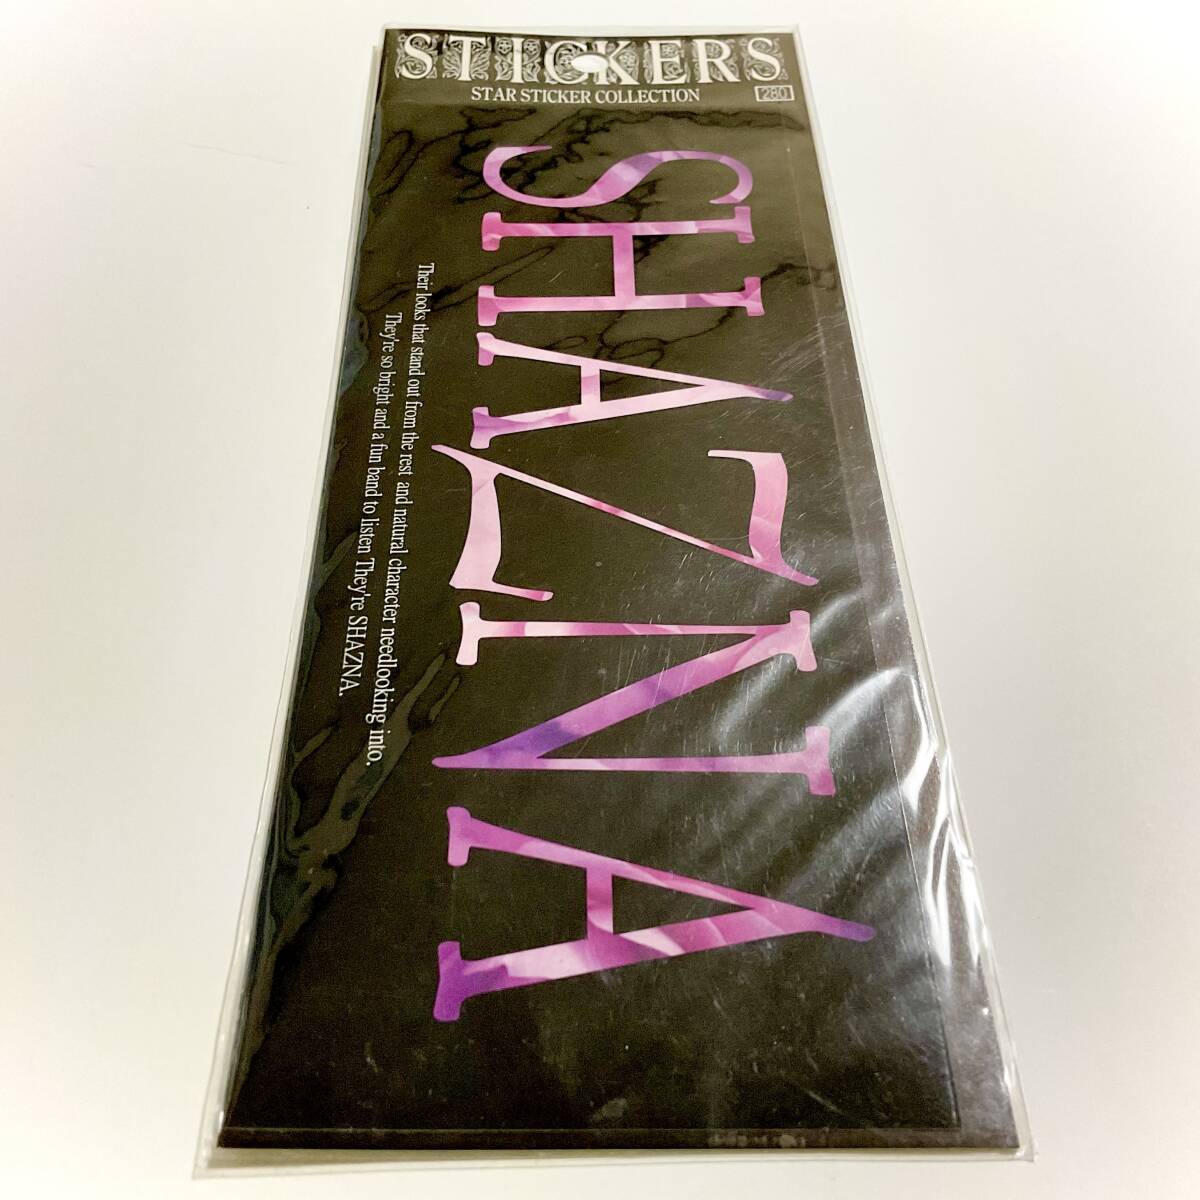 STICKERS
STAR STICKER COLLECTION
280
SHAZNA
Their looks that stand out from the rest and natural character needlooking into.
They're so bright and a fun band to listen They're SHAZNA.